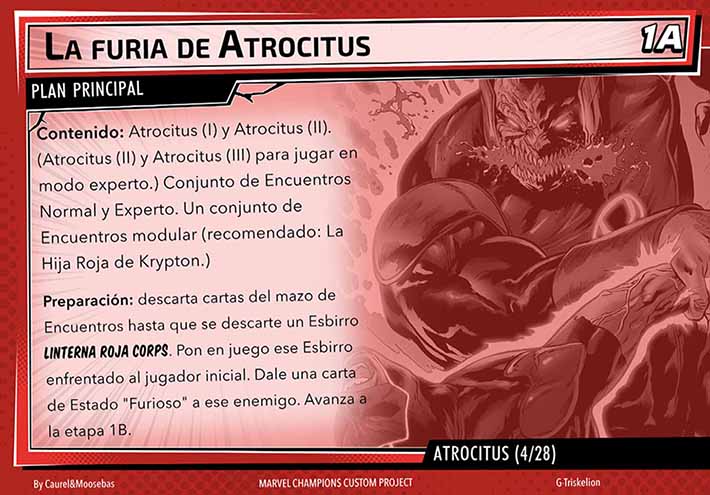 LA FURIA DE ATROCITUS
1A
PLAN PRINCIPAL
Contenido: Atrocitus (I) y Atrocitus (II).
(Atrocitus (II) y Atrocitus (III) para jugar en
modo experto.) Conjunto de Encuentros
Normal y Experto. Un conjunto de
Encuentros modular (recomendado: La
Hija Roja de Krypton.)
Preparación: descarta cartas del mazo de
Encuentros hasta que se descarte un Esbirro
LINTERNA ROJA CORPS. Pon en juego ese Esbirro
enfrentado al jugador inicial. Dale una carta
de Estado "Furioso" a ese enemigo. Avanza a
la etapa 1B.
ATROCITUS (4/28)
By Caurel&Moosebas
MARVEL CHAMPIONS CUSTOM PROJECT
G-Triskelion